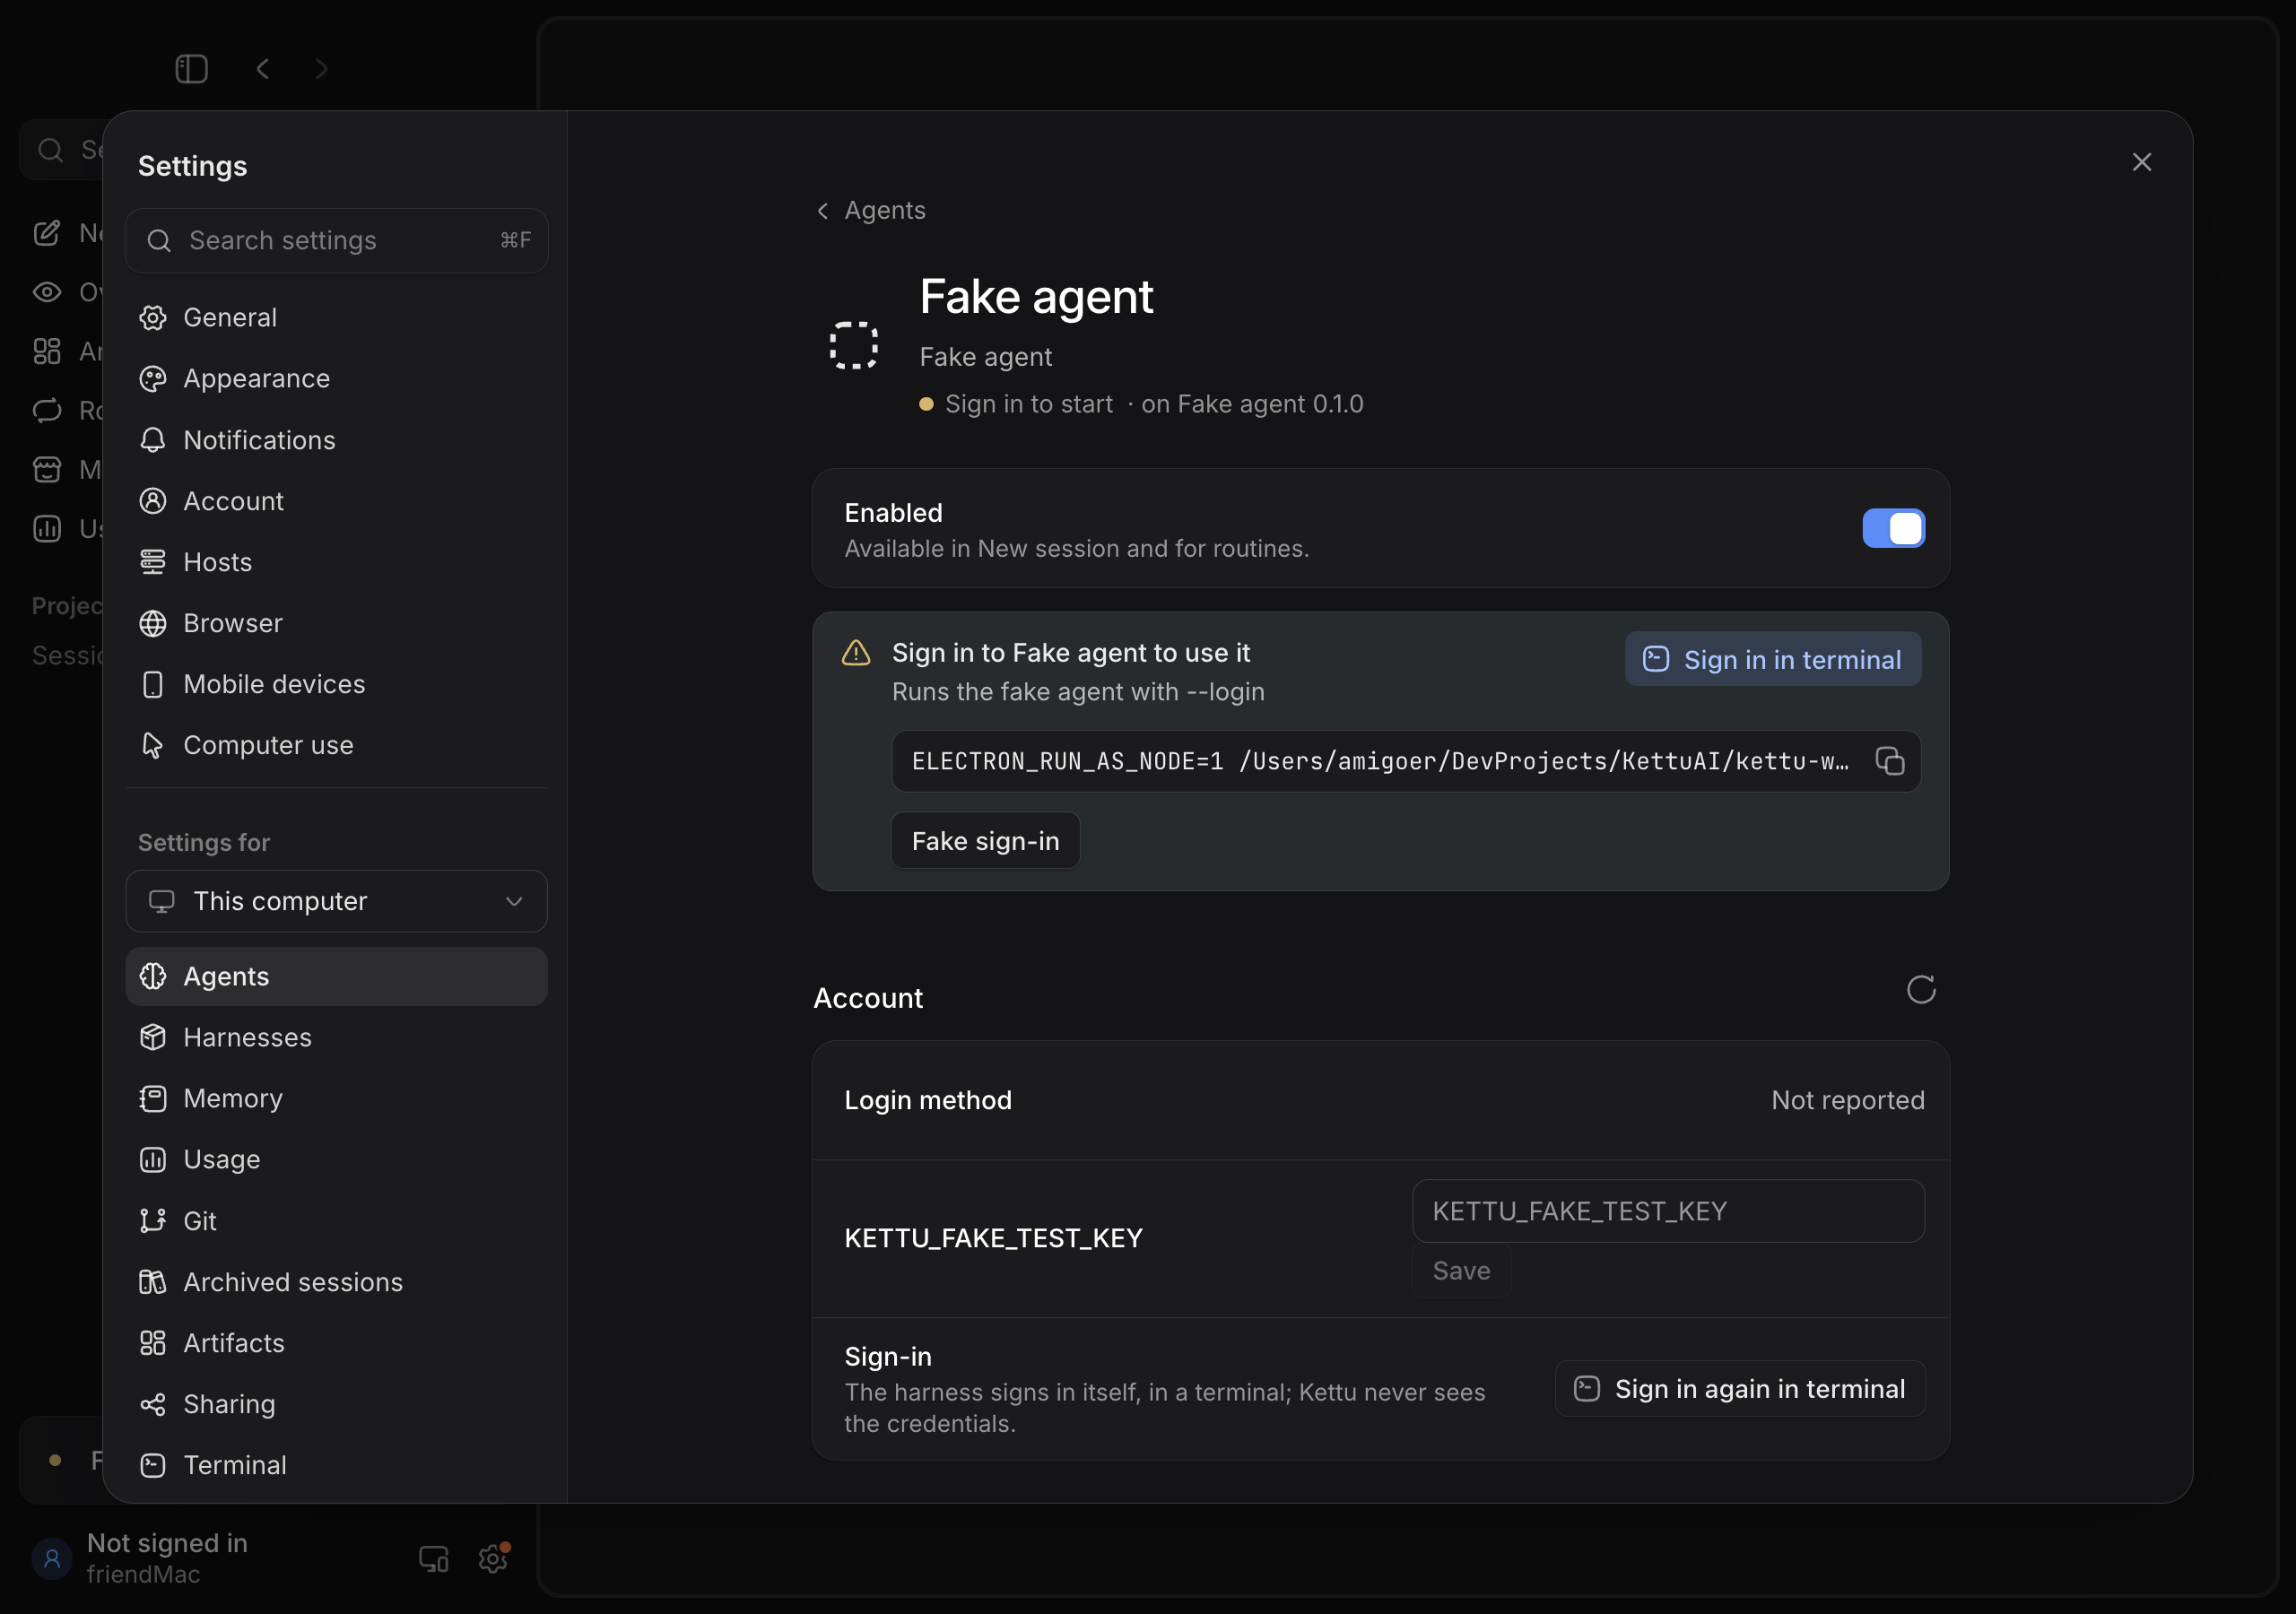 Settings
Search settings ⌘F
General
Appearance
Notifications
Account
Hosts
Browser
Mobile devices
Computer use
Settings for
This computer
Agents
Harnesses
Memory
Usage
Git
Archived sessions
Artifacts
Sharing
Terminal
Projec
Sessio
Not signed in
friendMac
Agents
Fake agent
Fake agent
Sign in to start · on Fake agent 0.1.0
Enabled
Available in New session and for routines.
Sign in to Fake agent to use it
Sign in in terminal
Runs the fake agent with --login
ELECTRON_RUN_AS_NODE=1 /Users/amigoer/DevProjects/KettuAI/kettu-w…
Fake sign-in
Account
Login method
Not reported
KETTU_FAKE_TEST_KEY
KETTU_FAKE_TEST_KEY
Save
Sign-in
The harness signs in itself, in a terminal; Kettu never sees
the credentials.
Sign in again in terminal